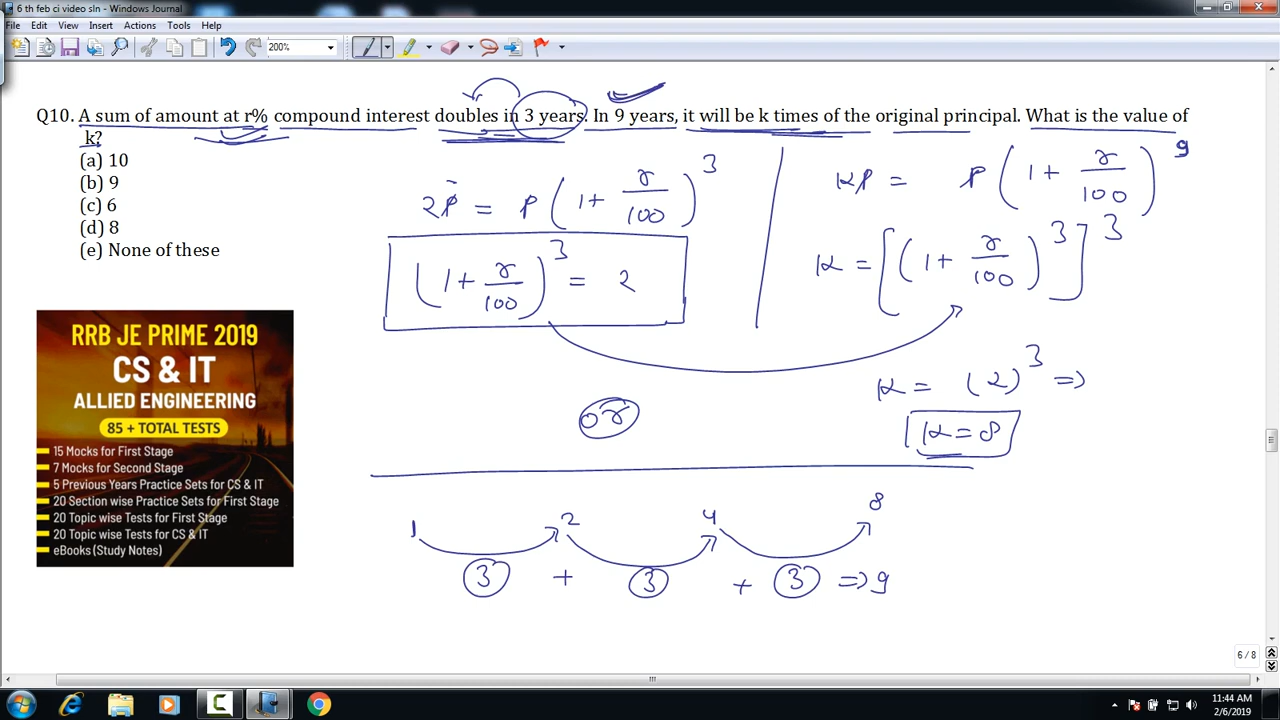 6 th feb ci video sln - Windows Journal
File Edit View Insert Actions Tools Help
200%
Q10. A sum of amount at r% compound interest doubles in 3 years. In 9 years, it will be k times of the original principal. What is the value of
k?
(a) 10
(b) 9
(c) 6
(d) 8
(e) None of these
2P = P(1 + r/100)^3
(1 + r/100)^3 = 2
KP = P(1 + r/100)^9
K = [(1 + r/100)^3]^3
K = (2)^3 =>
K = 8
or
1 2 4 8
3 + 3 + 3 => 9
RRB JE PRIME 2019
CS & IT
ALLIED ENGINEERING
85 + TOTAL TESTS
15 Mocks for First Stage
7 Mocks for Second Stage
5 Previous Years Practice Sets for CS & IT
20 Section wise Practice Sets for First Stage
20 Topic wise Tests for First Stage
20 Topic wise Tests for CS & IT
eBooks (Study Notes)
6 / 8
11:44 AM
2/6/2019